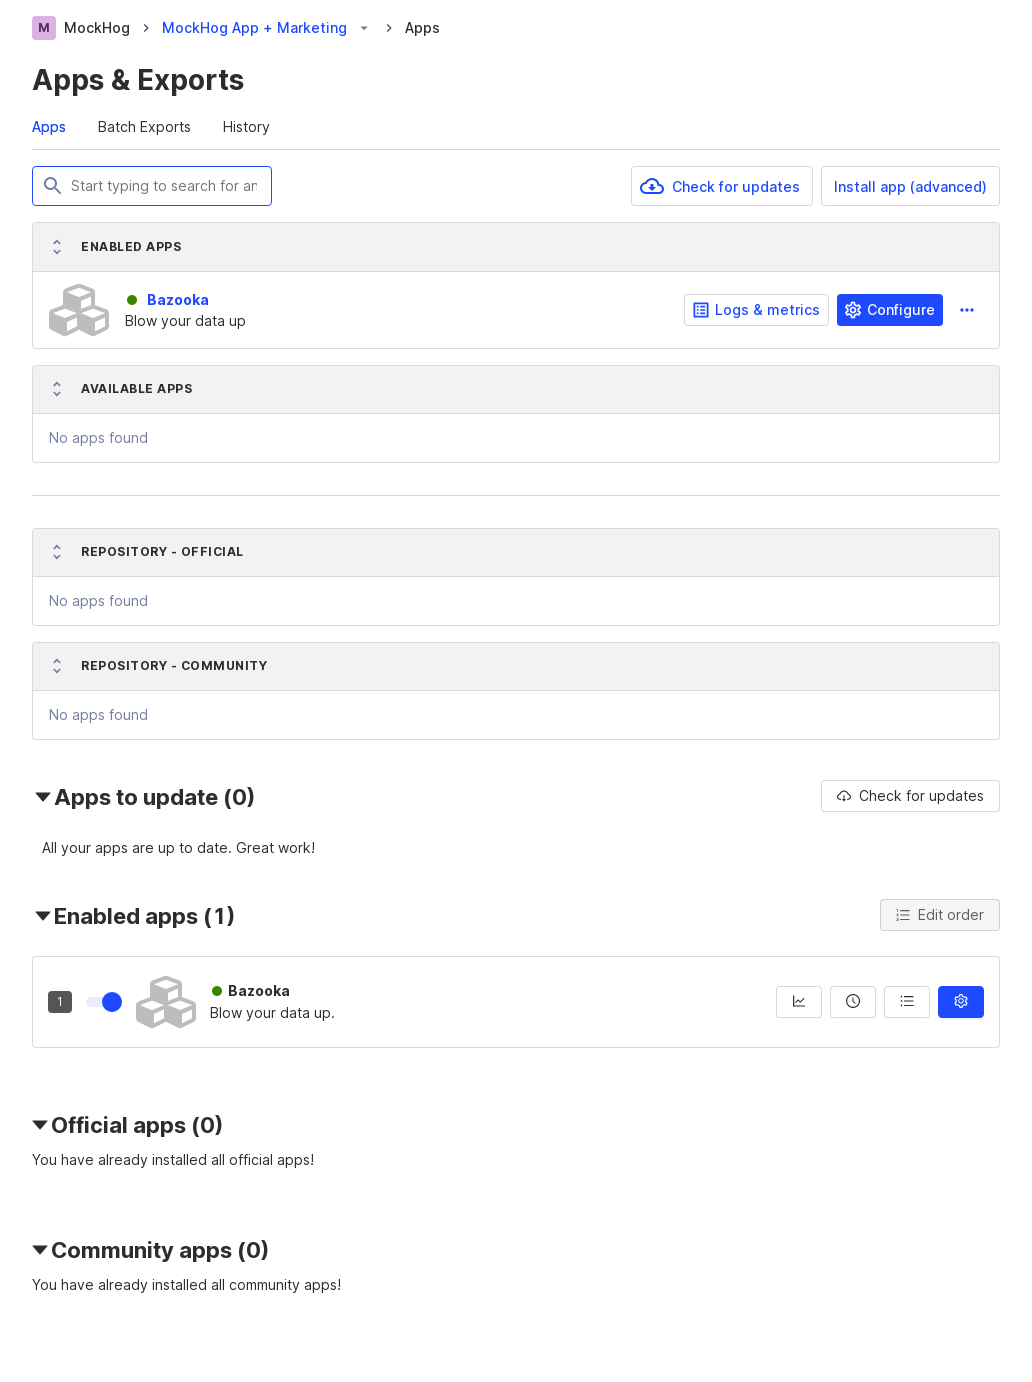 M MockHog MockHog App + Marketing Apps
Apps & Exports
Apps Batch Exports History
Start typing to search for an
Check for updates
Install app (advanced)
ENABLED APPS
Bazooka
Blow your data up
Logs & metrics
Configure
AVAILABLE APPS
No apps found
REPOSITORY - OFFICIAL
No apps found
REPOSITORY - COMMUNITY
No apps found
Apps to update (0)
Check for updates
All your apps are up to date. Great work!
Enabled apps (1)
Edit order
1
Bazooka
Blow your data up.
Official apps (0)
You have already installed all official apps!
Community apps (0)
You have already installed all community apps!